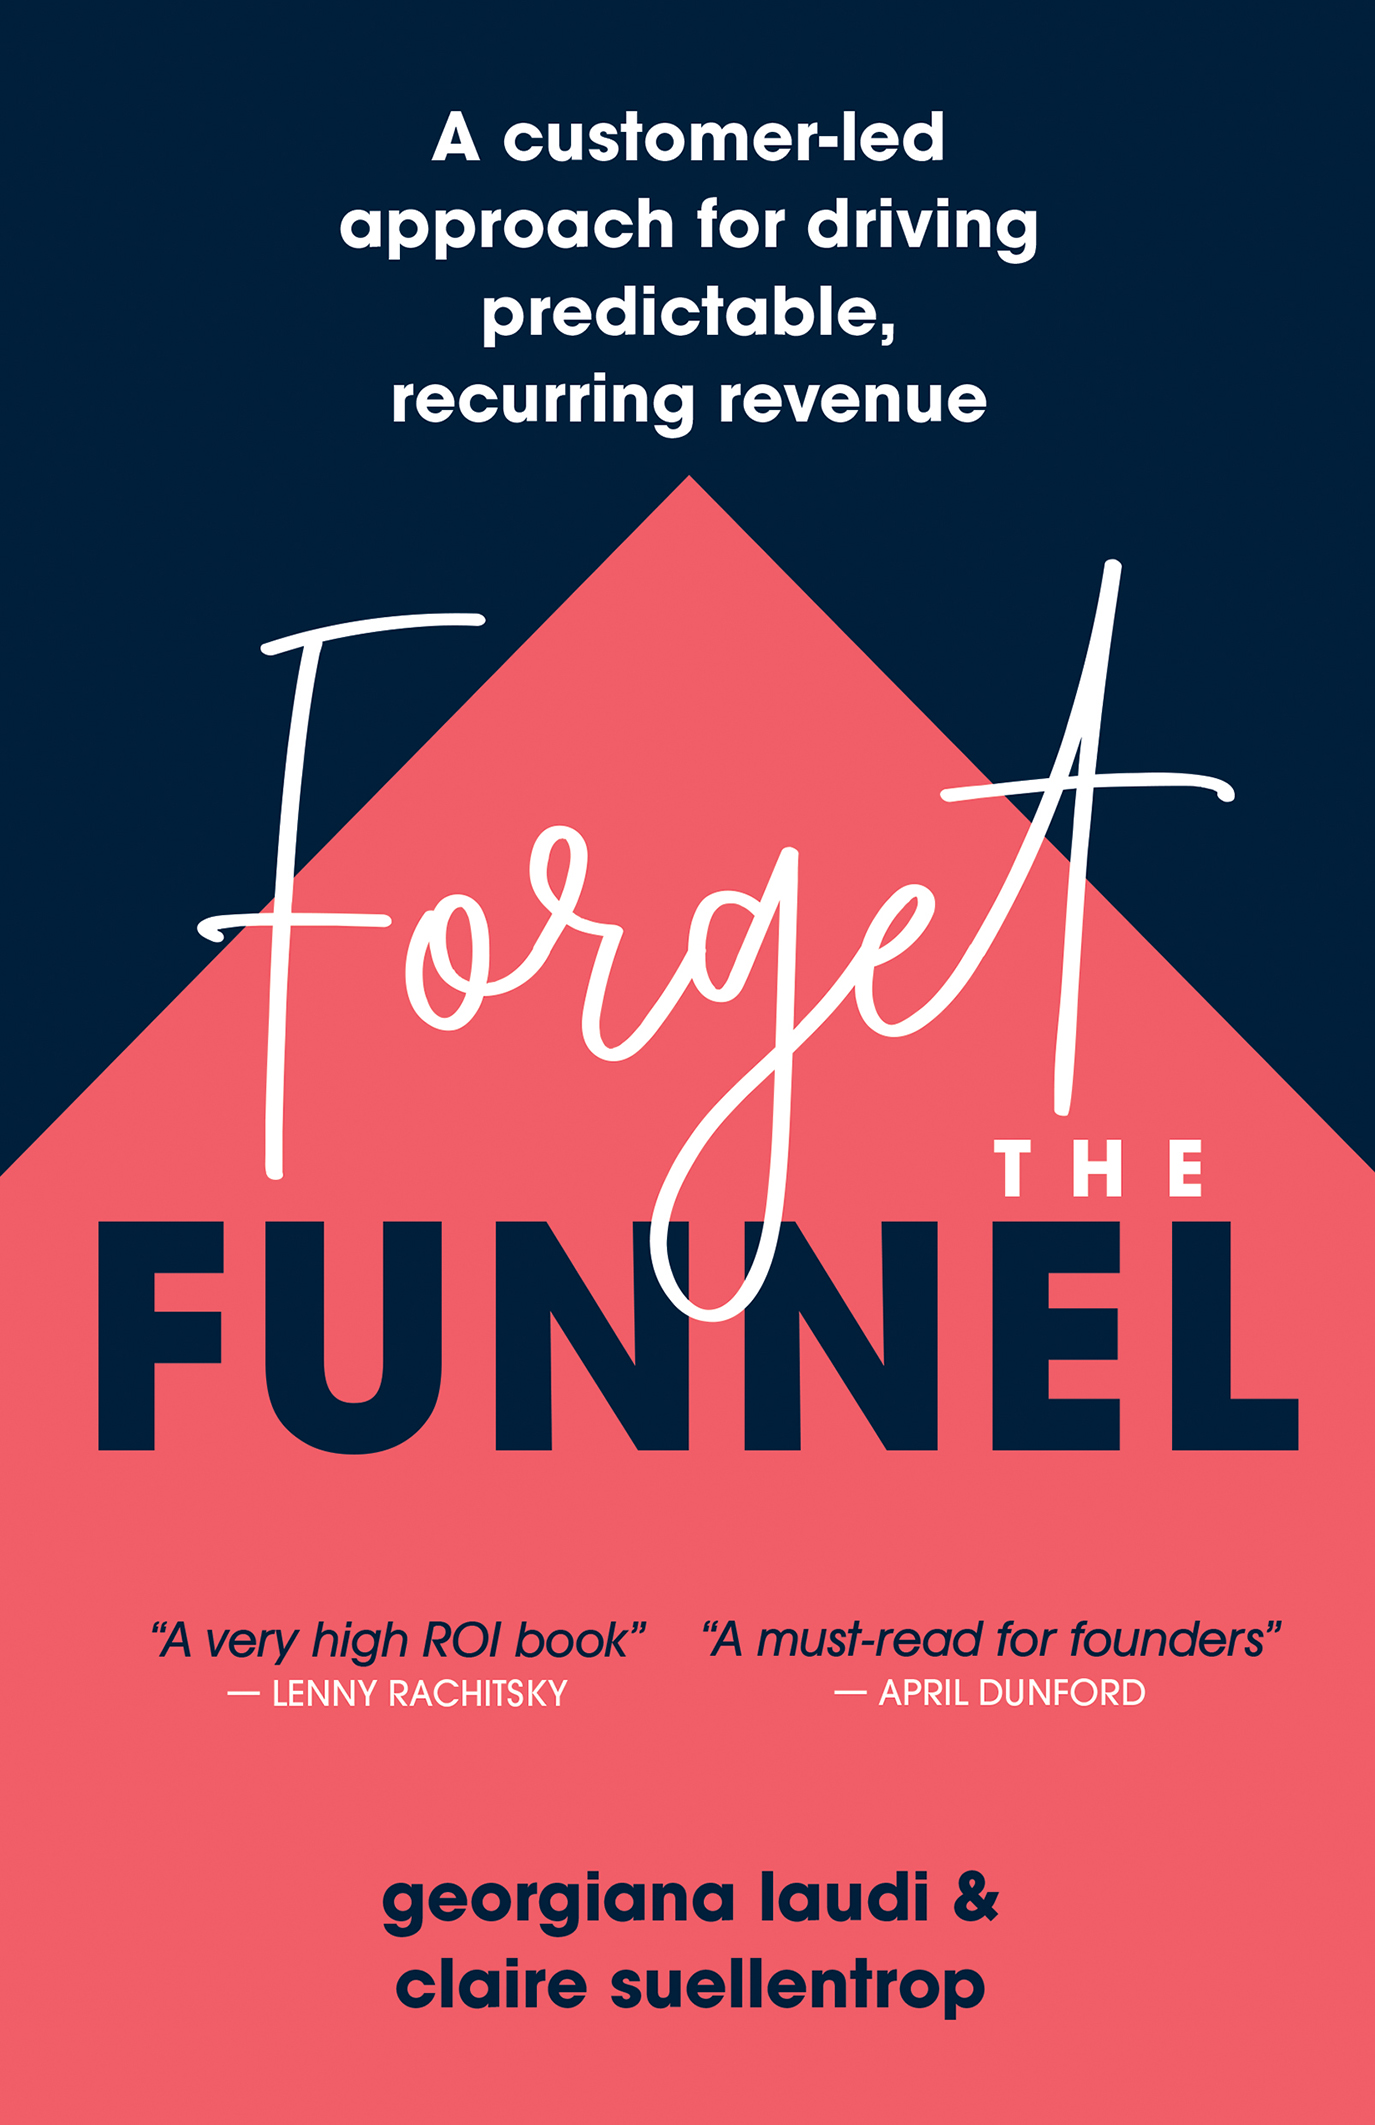 A customer-led
approach for driving
predictable,
recurring revenue
Forget
THE
FUNNEL
“A very high ROI book”
— LENNY RACHITSKY
“A must-read for founders”
— APRIL DUNFORD
georgiana laudi &
claire suellentrop